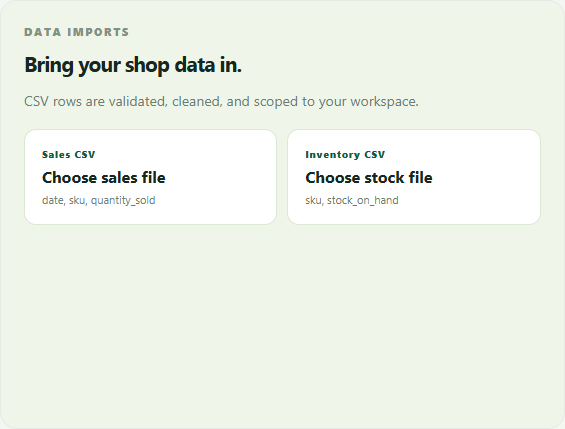 DATA IMPORTS
Bring your shop data in.
CSV rows are validated, cleaned, and scoped to your workspace.
Sales CSV
Choose sales file
date, sku, quantity_sold
Inventory CSV
Choose stock file
sku, stock_on_hand